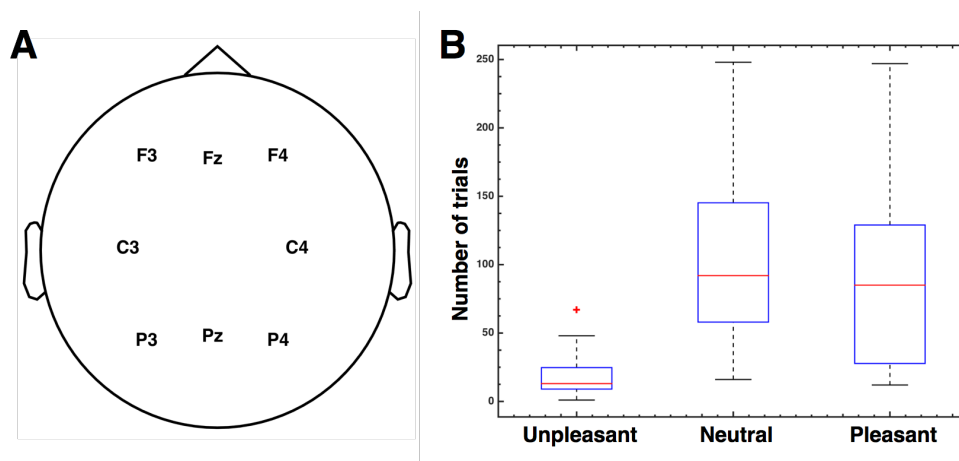 A
F3 Fz F4
C3 C4
P3 Pz P4
B
Number of trials
250
200
150
100
50
0
Unpleasant Neutral Pleasant